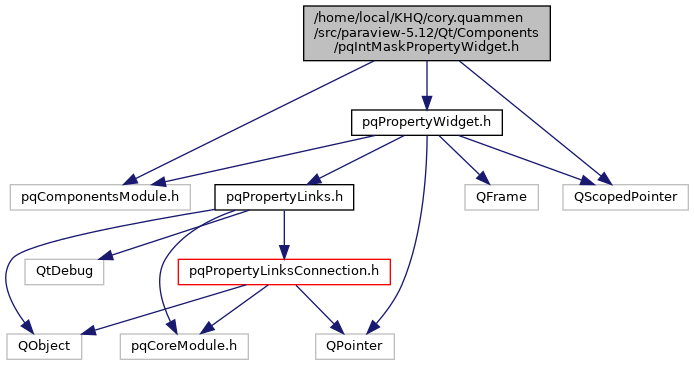 /home/local/KHQ/cory.quammen
/src/paraview-5.12/Qt/Components
/pqIntMaskPropertyWidget.h
pqPropertyWidget.h
pqComponentsModule.h
pqPropertyLinks.h
QFrame
QScopedPointer
QtDebug
pqPropertyLinksConnection.h
QObject
pqCoreModule.h
QPointer